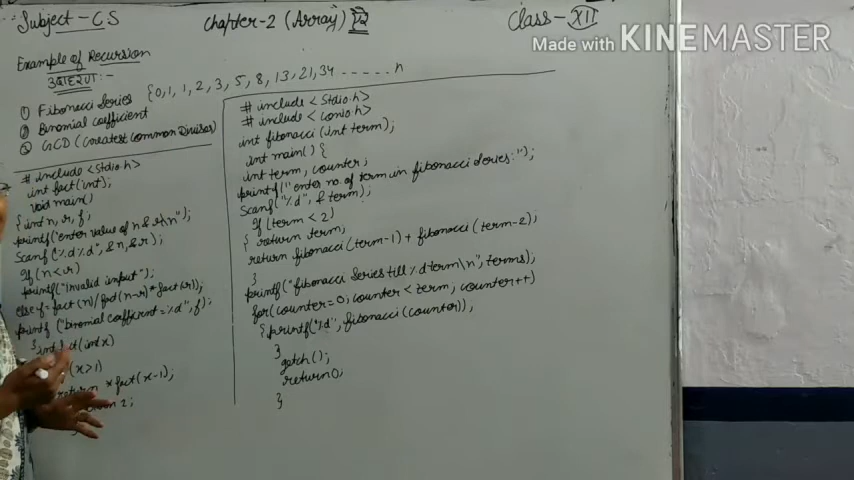 Subject - CS
Chapter-2 (Array) L2
Class - XII
Made with KINEMASTER
Example of Recursion
उदाहरण :-
{0, 1, 1, 2, 3, 5, 8, 13, 21, 34 ...... n
① Fibonacci Series
② Binomial coefficient
③ GCD (Greatest common Divisor)
# include <stdio.h>
int fact(int);
void main()
{ int n, r, f;
printf("enter value of n & r\n");
scanf("%d%d", &n, &r);
If (n<r)
printf("Invalid input");
else f = fact(n)/fact(n-r)*fact(r));
printf ("binomial coefficient = %d", f);
}
(int x)
(x>1)
return * fact(x-1);
# include <stdio.h>
# include <conio.h>
int fibonacci (int term);
int main() {
int term, counter;
printf("enter no of term in fibonacci series:");
Scanf("%d", & term);
If (term < 2)
{ return term;
return fibonacci (term-1) + fibonacci (term-2);
}
printf("fibonacci Series till %d term\n", terms);
for(counter=0; counter < term, counter++)
{ printf("%d", fibonacci (counter)),
}
getch();
return 0;
}